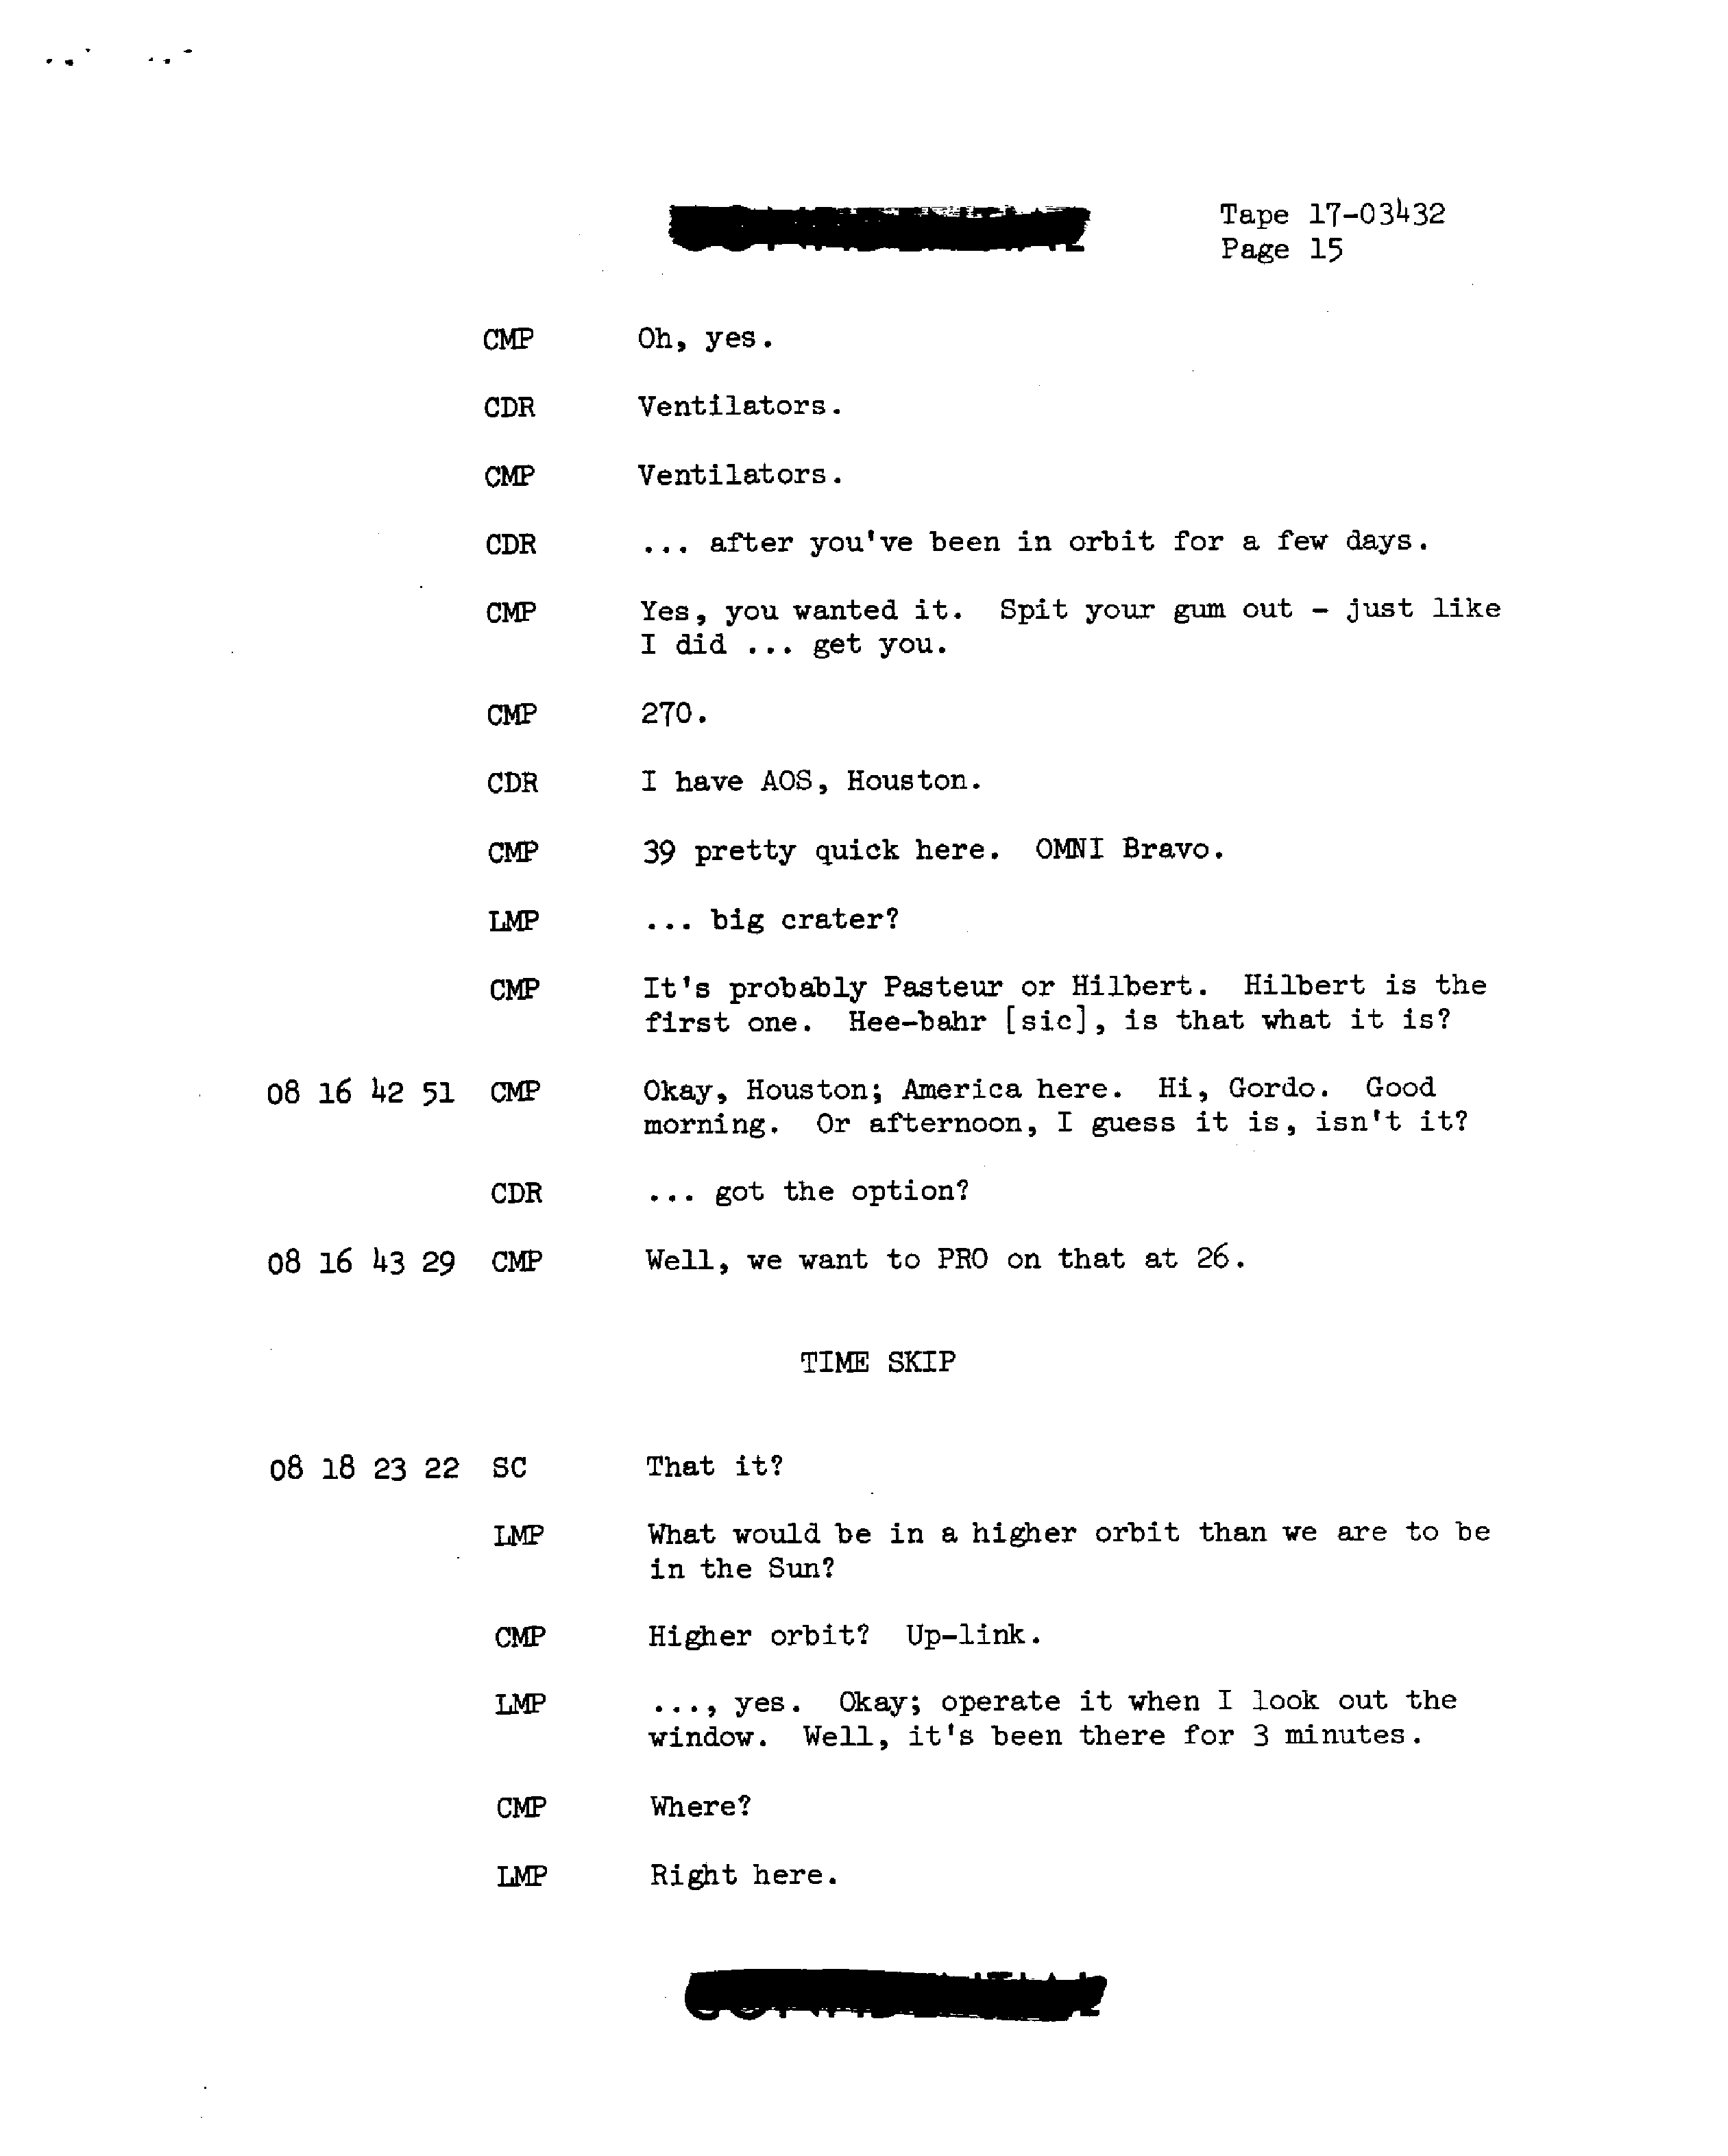 Tape 17-03432
Page 15
CMP Oh, yes.
CDR Ventilators.
CMP Ventilators.
CDR ... after you've been in orbit for a few days.
CMP Yes, you wanted it. Spit your gum out - just like
I did ... get you.
CMP 270.
CDR I have AOS, Houston.
CMP 39 pretty quick here. OMNI Bravo.
LMP ... big crater?
CMP It's probably Pasteur or Hilbert. Hilbert is the
first one. Hee-bahr [sic], is that what it is?
08 16 42 51 CMP Okay, Houston; America here. Hi, Gordo. Good
morning. Or afternoon, I guess it is, isn't it?
CDR ... got the option?
08 16 43 29 CMP Well, we want to PRO on that at 26.
TIME SKIP
08 18 23 22 SC That it?
LMP What would be in a higher orbit than we are to be
in the Sun?
CMP Higher orbit? Up-link.
LMP ..., yes. Okay; operate it when I look out the
window. Well, it's been there for 3 minutes.
CMP Where?
LMP Right here.